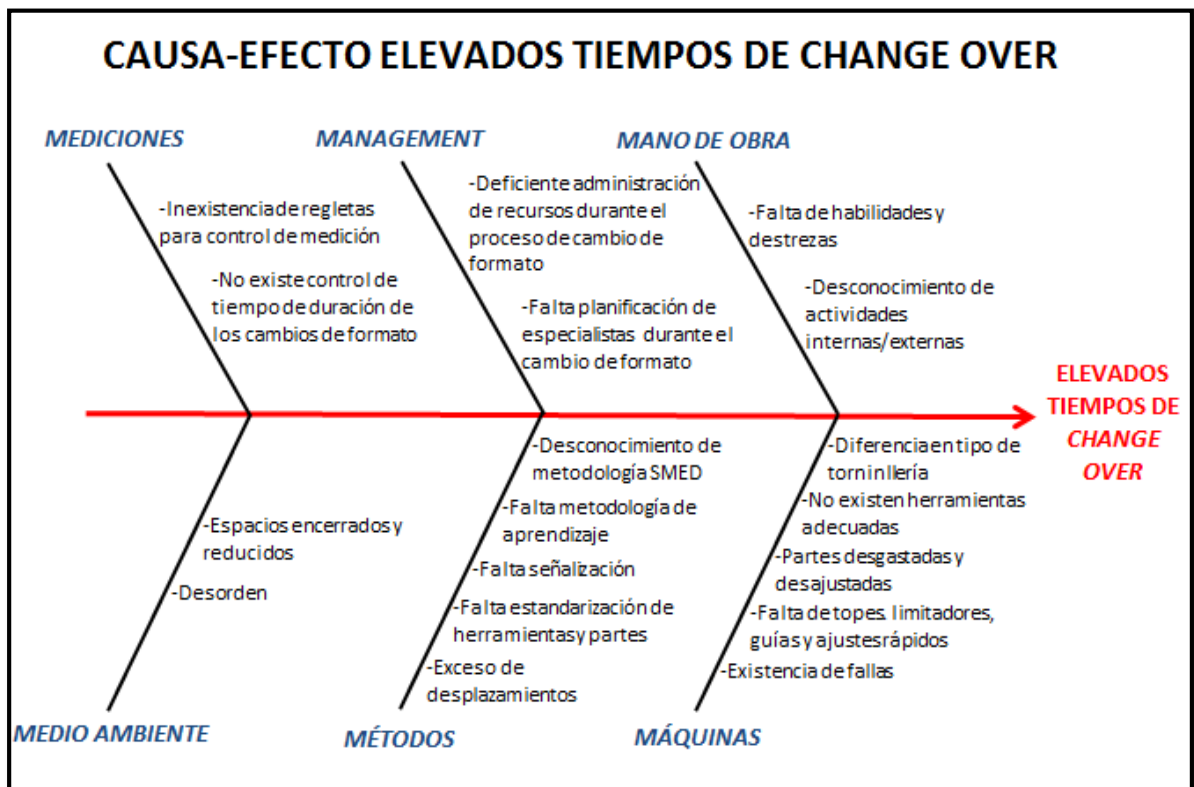 CAUSA-EFECTO ELEVADOS TIEMPOS DE CHANGE OVER
MEDICIONES
-Inexistencia de regletas
para control de medición
-No existe control de
tiempo de duración de
los cambios de formato
MANAGEMENT
-Deficiente administración
de recursos durante el
proceso de cambio de
formato
-Falta planificación de
especialistas durante el
cambio de formato
MANO DE OBRA
-Falta de habilidades y
destrezas
-Desconocimiento de
actividades
internas/externas
ELEVADOS
TIEMPOS DE
CHANGE
OVER
-Espacios encerrados y
reducidos
-Desorden
MEDIO AMBIENTE
-Desconocimiento de
metodología SMED
-Falta metodología de
aprendizaje
-Falta señalización
-Falta estandarización de
herramientas y partes
-Exceso de
desplazamientos
MÉTODOS
-Diferencia en tipo de
torninllería
-No existen herramientas
adecuadas
-Partes desgastadas y
desajustadas
-Falta de topes. limitadores,
guías y ajustes rápidos
-Existencia de fallas
MÁQUINAS